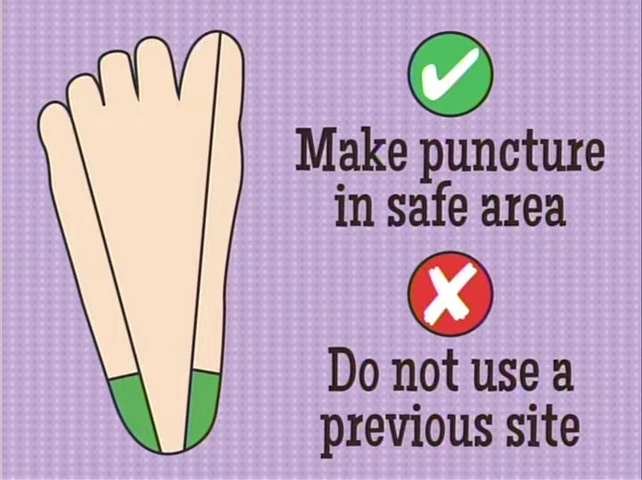 Make puncture
in safe area
Do not use a
previous site